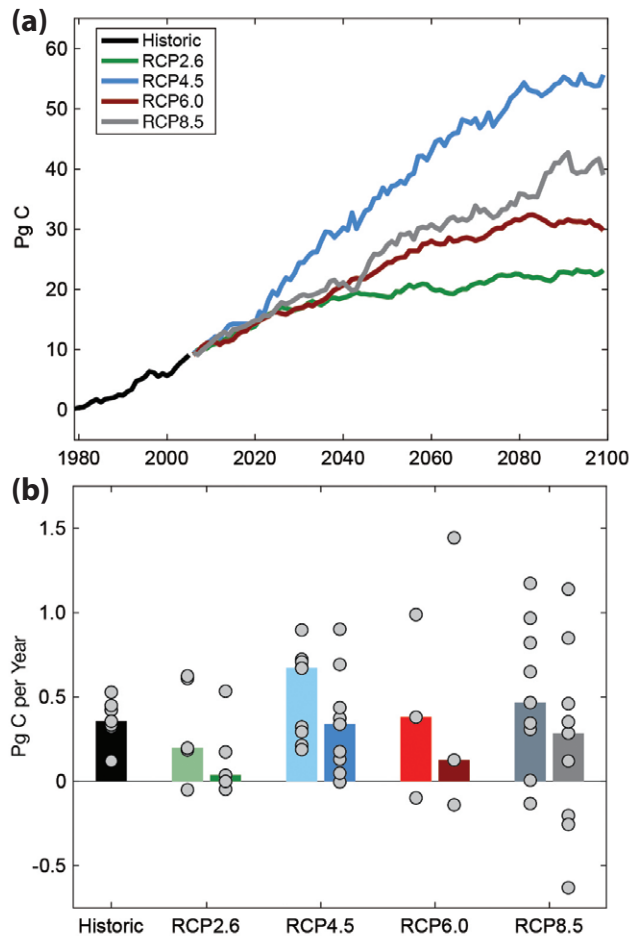 (a)
60
50
40
30
20
10
0
Pg C
Historic
RCP2.6
RCP4.5
RCP6.0
RCP8.5
1980 2000 2020 2040 2060 2080 2100
(b)
1.5
1.0
0.5
0
-0.5
Pg C per Year
Historic RCP2.6 RCP4.5 RCP6.0 RCP8.5